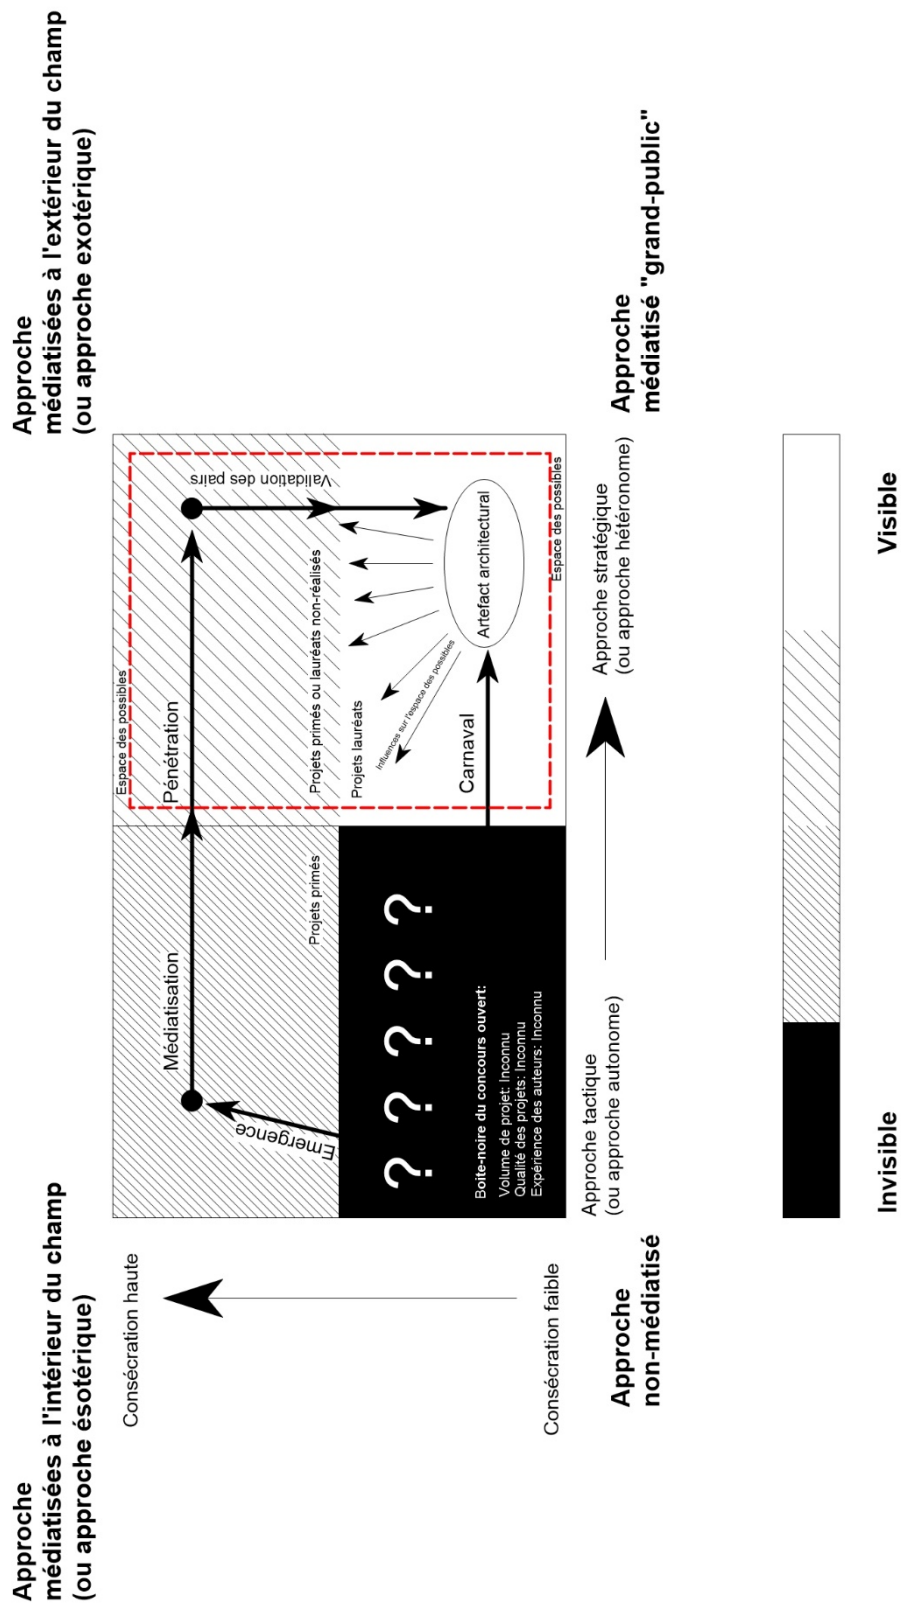 Approche
médiatisées à l'intérieur du champ
(ou approche ésotérique)
Approche
médiatisées à l'extérieur du champ
(ou approche exotérique)
Consécration haute
Consécration faible
Espace des possibles
Médiatisation
Pénétration
Emergence
Validation des pairs
Projets primés
Projets primés ou lauréats non-réalisés
Projets lauréats
Influences sur l'espace des possibles
? ? ? ? ?
Carnaval
Artefact architectural
Boite-noire du concours ouvert:
Volume de projet: Inconnu
Qualité des projets: Inconnu
Expérience des auteurs: Inconnu
Espace des possibles
Approche tactique
(ou approche autonome)
Approche stratégique
(ou approche hétéronome)
Approche
non-médiatisé
Approche
médiatisé "grand-public"
Invisible
Visible